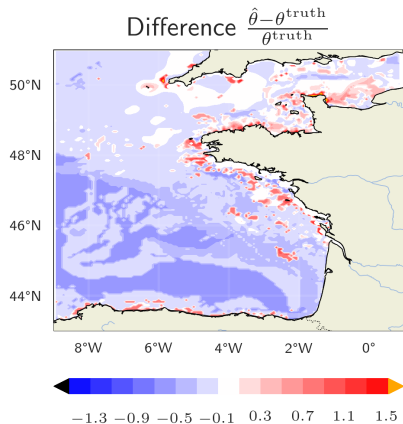 Difference $\frac{\hat{\theta}-\theta^{\text{truth}}}{\theta^{\text{truth}}}$
50°N
48°N
46°N
44°N
8°W 6°W 4°W 2°W 0°
−1.3 −0.9 −0.5 −0.1 0.3 0.7 1.1 1.5